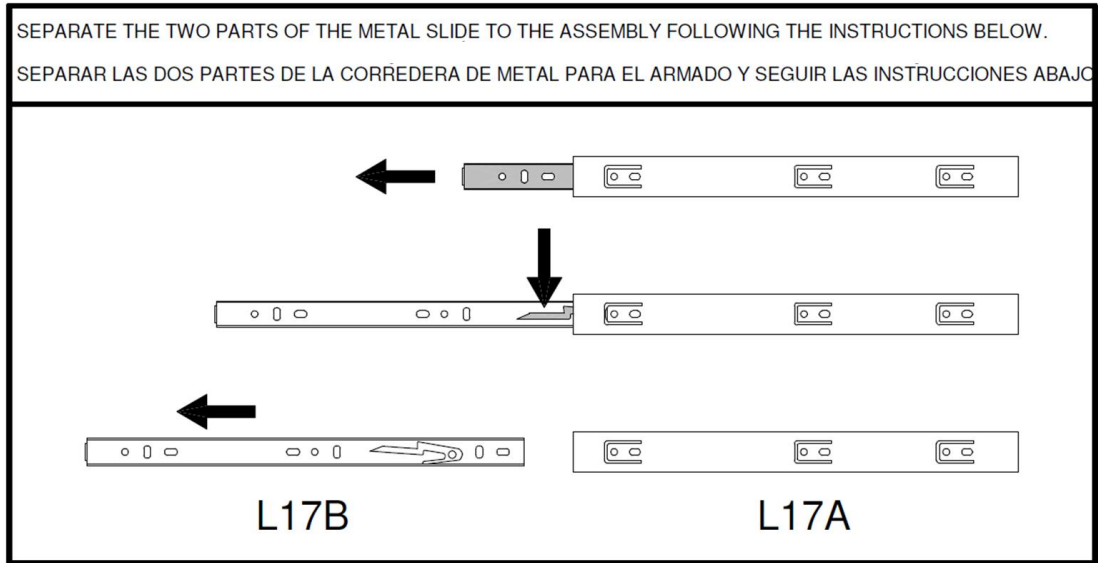 SEPARATE THE TWO PARTS OF THE METAL SLIDE TO THE ASSEMBLY FOLLOWING THE INSTRUCTIONS BELOW.
SEPARAR LAS DOS PARTES DE LA CORREDERA DE METAL PARA EL ARMADO Y SEGUIR LAS INSTRUCCIONES ABAJO
L17B L17A